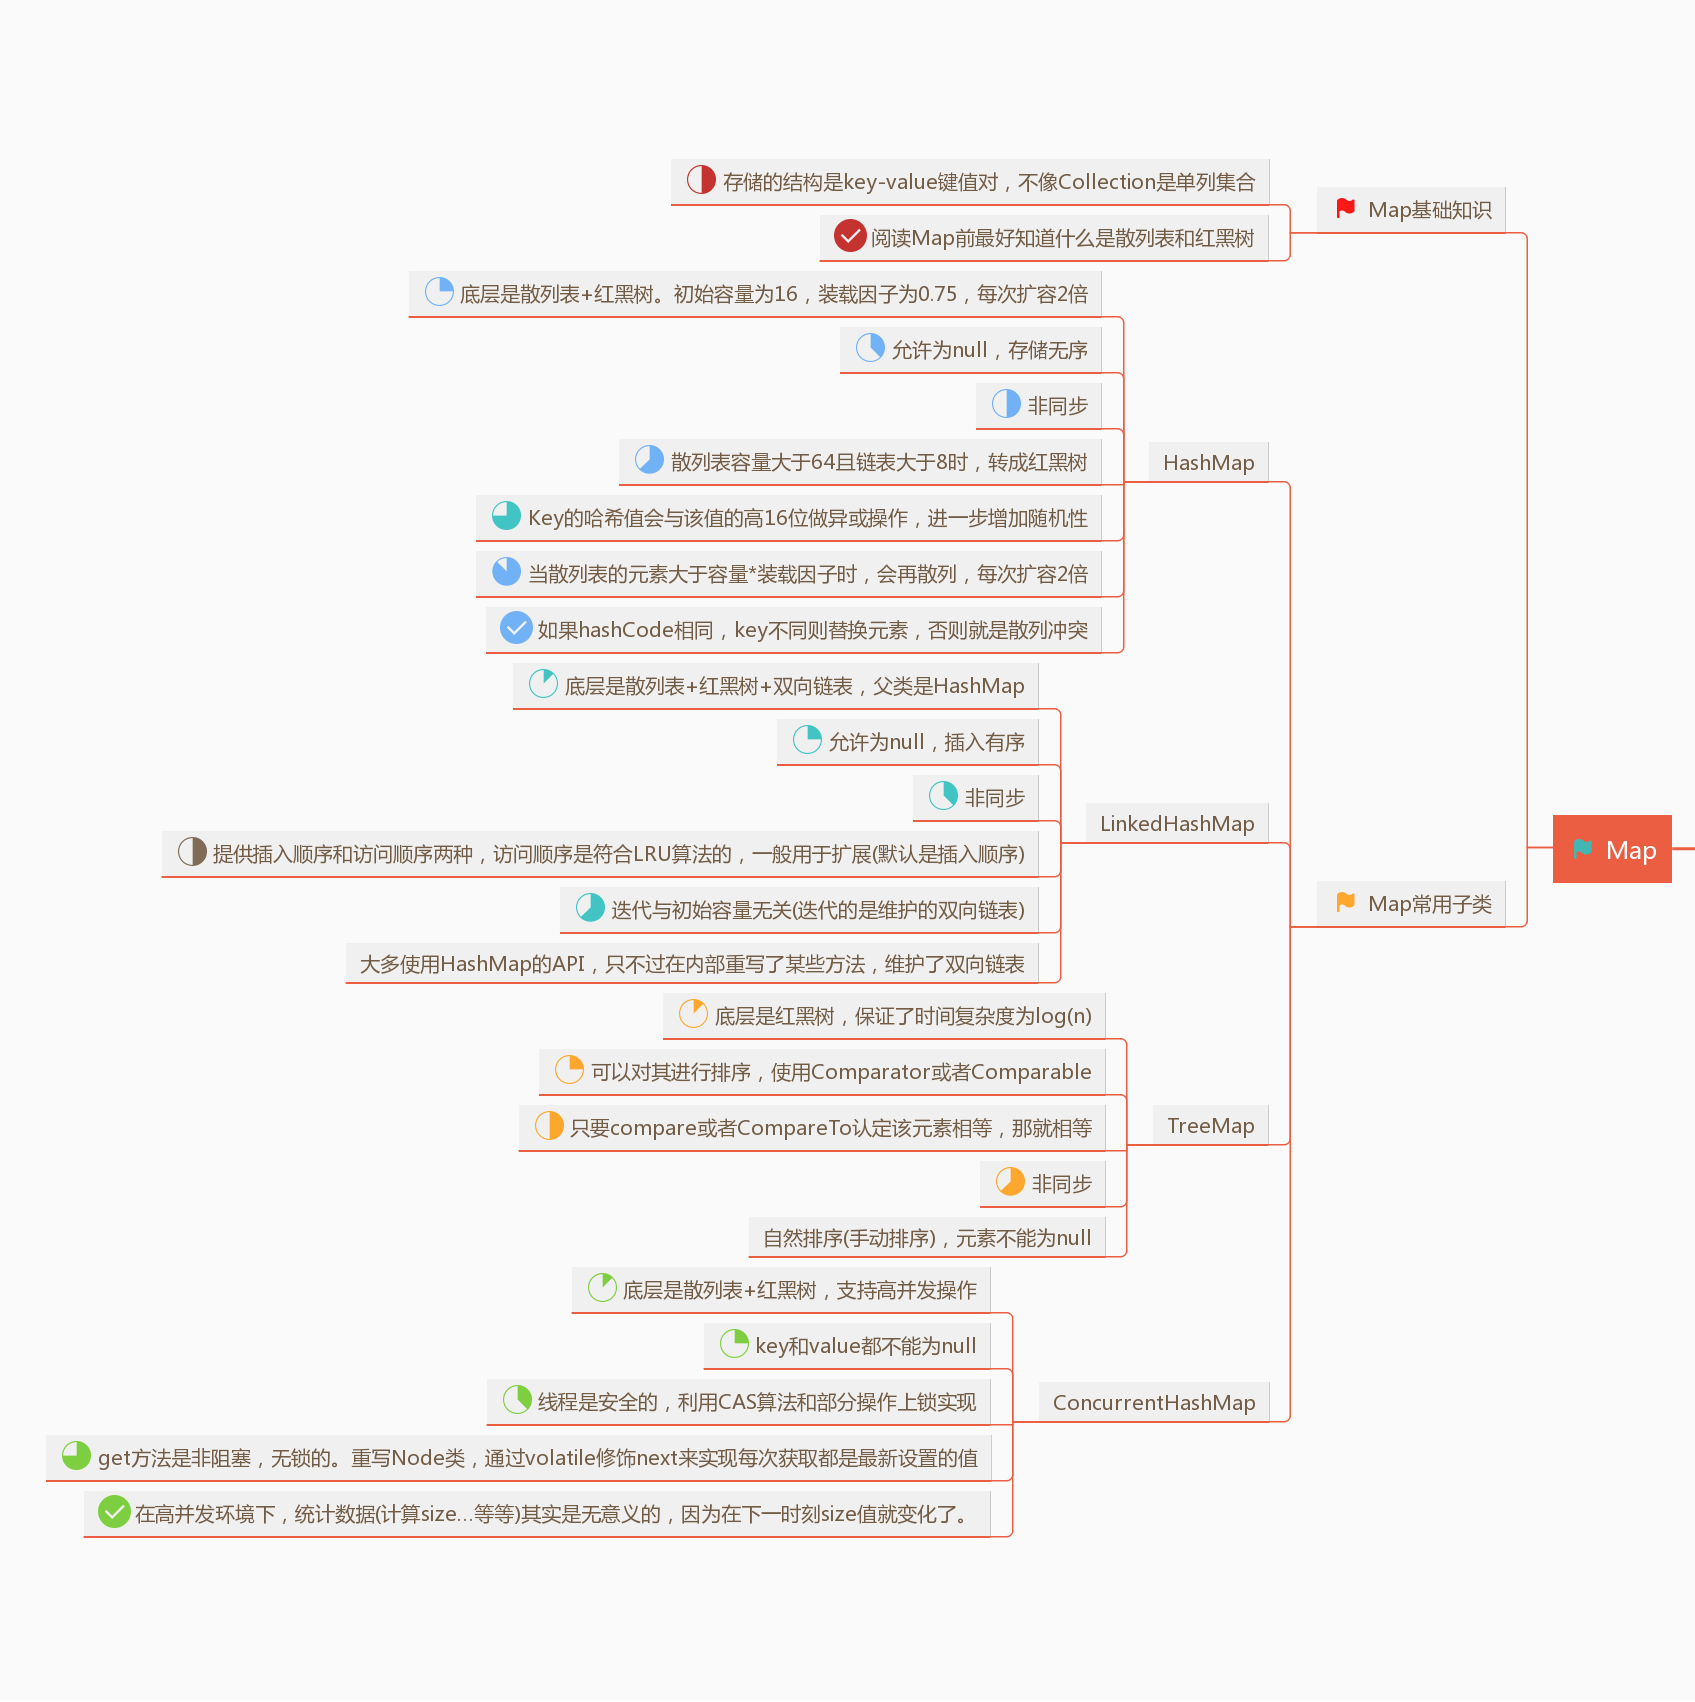 存储的结构是key-value键值对，不像Collection是单列集合
Map基础知识
阅读Map前最好知道什么是散列表和红黑树
底层是散列表+红黑树。初始容量为16，装载因子为0.75，每次扩容2倍
允许为null，存储无序
非同步
HashMap
散列表容量大于64且链表大于8时，转成红黑树
Key的哈希值会与该值的高16位做异或操作，进一步增加随机性
当散列表的元素大于容量*装载因子时，会再散列，每次扩容2倍
如果hashCode相同，key不同则替换元素，否则就是散列冲突
底层是散列表+红黑树+双向链表，父类是HashMap
允许为null，插入有序
非同步
LinkedHashMap
提供插入顺序和访问顺序两种，访问顺序是符合LRU算法的，一般用于扩展(默认是插入顺序)
迭代与初始容量无关(迭代的是维护的双向链表)
大多使用HashMap的API，只不过在内部重写了某些方法，维护了双向链表
Map
Map常用子类
底层是红黑树，保证了时间复杂度为log(n)
可以对其进行排序，使用Comparator或者Comparable
只要compare或者CompareTo认定该元素相等，那就相等
TreeMap
非同步
自然排序(手动排序)，元素不能为null
底层是散列表+红黑树，支持高并发操作
key和value都不能为null
线程是安全的，利用CAS算法和部分操作上锁实现
ConcurrentHashMap
get方法是非阻塞，无锁的。重写Node类，通过volatile修饰next来实现每次获取都是最新设置的值
在高并发环境下，统计数据(计算size...等等)其实是无意义的，因为在下一时刻size值就变化了。